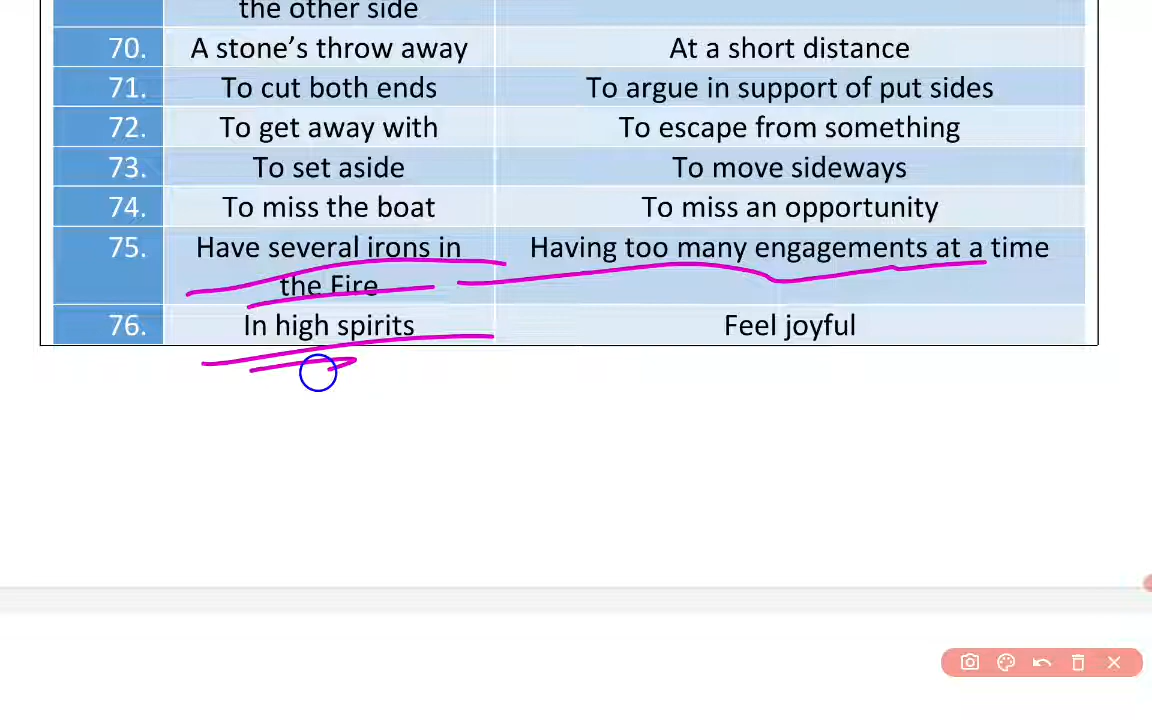 the other side
70. A stone’s throw away At a short distance
71. To cut both ends To argue in support of put sides
72. To get away with To escape from something
73. To set aside To move sideways
74. To miss the boat To miss an opportunity
75. Have several irons in Having too many engagements at a time
the Fire
76. In high spirits Feel joyful